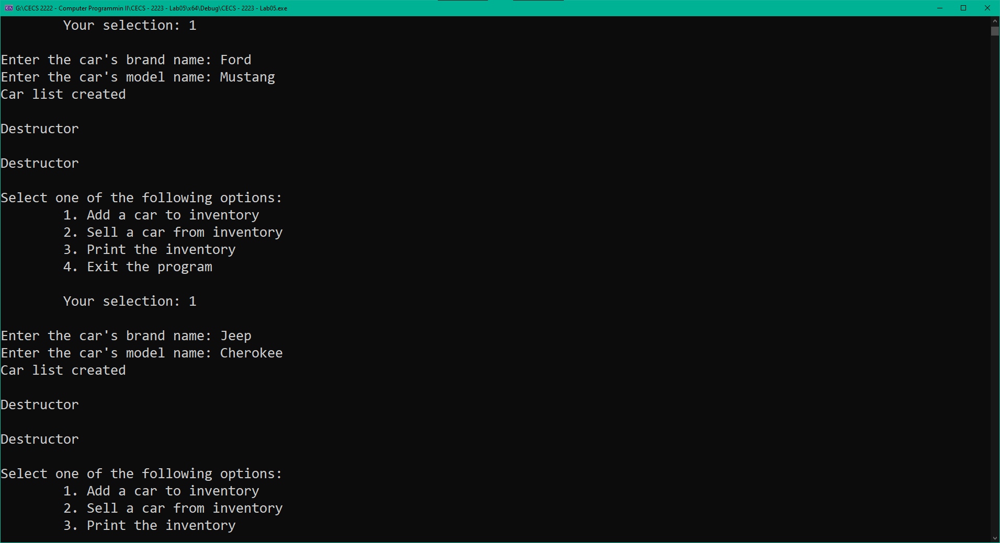 G:\CECS 2222 - Computer Programmin II\CECS - 2223 - Lab05\x64\Debug\CECS - 2223 - Lab05.exe
Your selection: 1
Enter the car's brand name: Ford
Enter the car's model name: Mustang
Car list created
Destructor
Destructor
Select one of the following options:
1. Add a car to inventory
2. Sell a car from inventory
3. Print the inventory
4. Exit the program
Your selection: 1
Enter the car's brand name: Jeep
Enter the car's model name: Cherokee
Car list created
Destructor
Destructor
Select one of the following options:
1. Add a car to inventory
2. Sell a car from inventory
3. Print the inventory